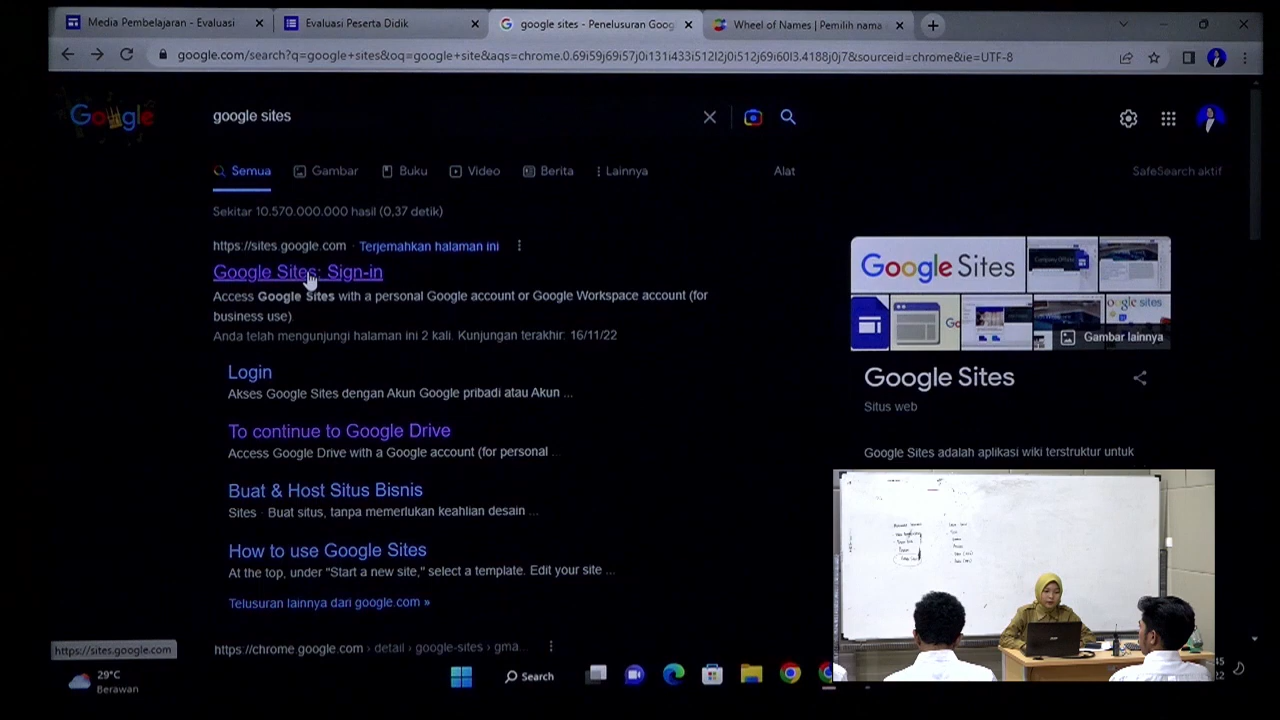 Media Pembelajaran - Evaluasi
Evaluasi Peserta Didik
google sites - Penelusuran Goog
Wheel of Names | Pemilih nama
google.com/search?q=google+sites&oq=google+site&aqs=chrome.0.69i59j69i57j0i131i433i512l2j0i512j69i60l3.4188j0j7&sourceid=chrome&ie=UTF-8
Google
google sites
Semua
Gambar
Buku
Video
Berita
Lainnya
Alat
SafeSearch aktif
Sekitar 10.570.000.000 hasil (0,37 detik)
https://sites.google.com · Terjemahkan halaman ini
Google Sites: Sign-in
Access Google Sites with a personal Google account or Google Workspace account (for
business use)
Anda telah mengunjungi halaman ini 2 kali. Kunjungan terakhir: 16/11/22
Login
Akses Google Sites dengan Akun Google pribadi atau Akun ...
To continue to Google Drive
Access Google Drive with a Google account (for personal ...
Buat & Host Situs Bisnis
Sites · Buat situs, tanpa memerlukan keahlian desain ...
How to use Google Sites
At the top, under "Start a new site," select a template. Edit your site ...
Telusuran lainnya dari google.com »
https://chrome.google.com › detail › google-sites › gma...
Google Sites
Gambar lainnya
Google Sites
Situs web
Google Sites adalah aplikasi wiki terstruktur untuk
https://sites.google.com
29°C
Berawan
Search